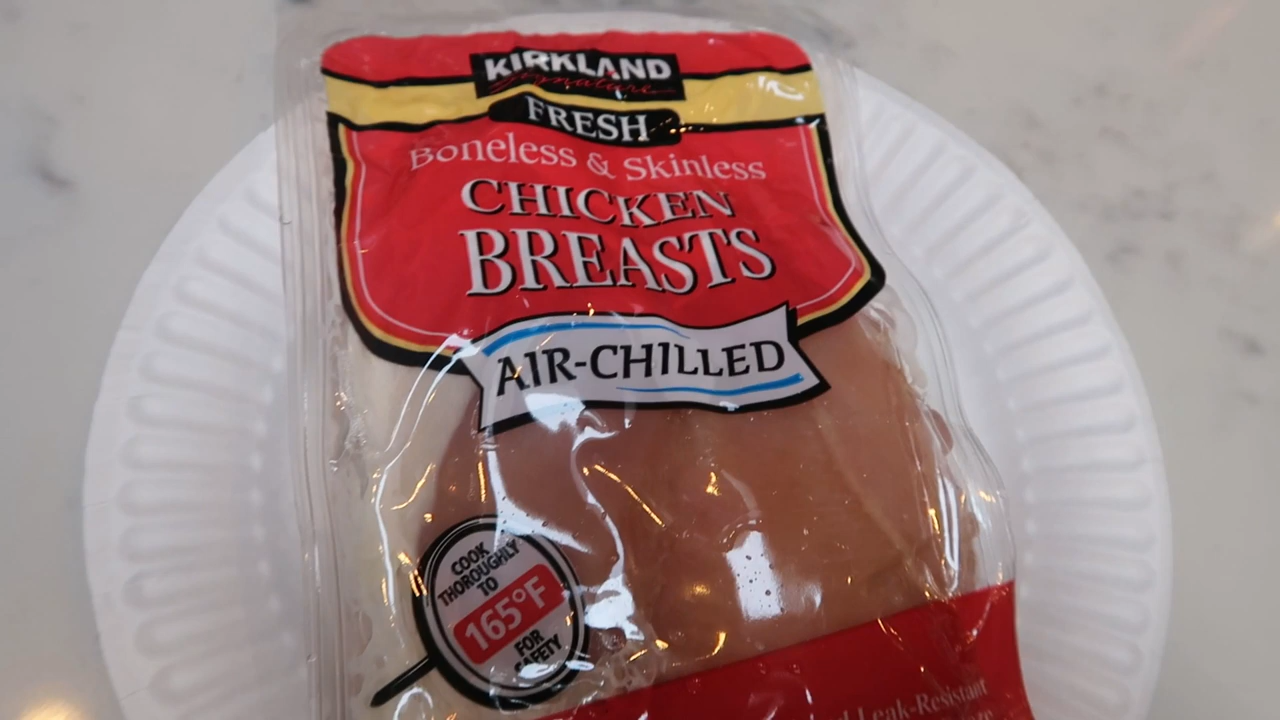 KIRKLAND
Signature
FRESH
Boneless & Skinless
CHICKEN
BREASTS
AIR-CHILLED
COOK
THOROUGHLY
TO
165°F
FOR
SAFETY
Leak-Resistant